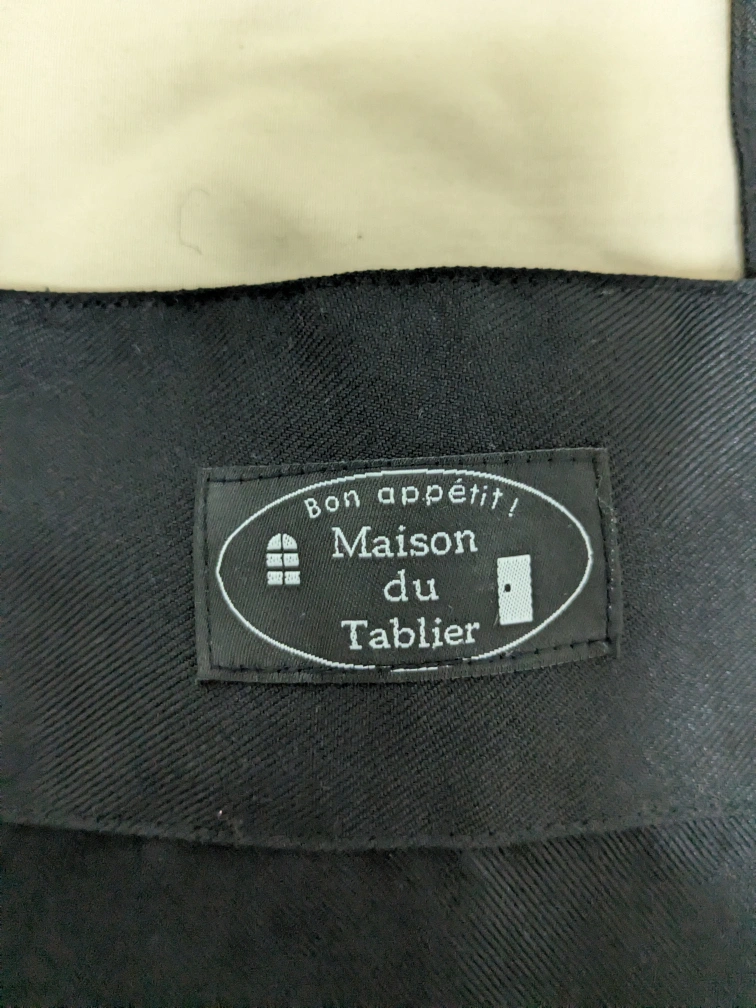 Bon appétit!
Maison
du
Tablier